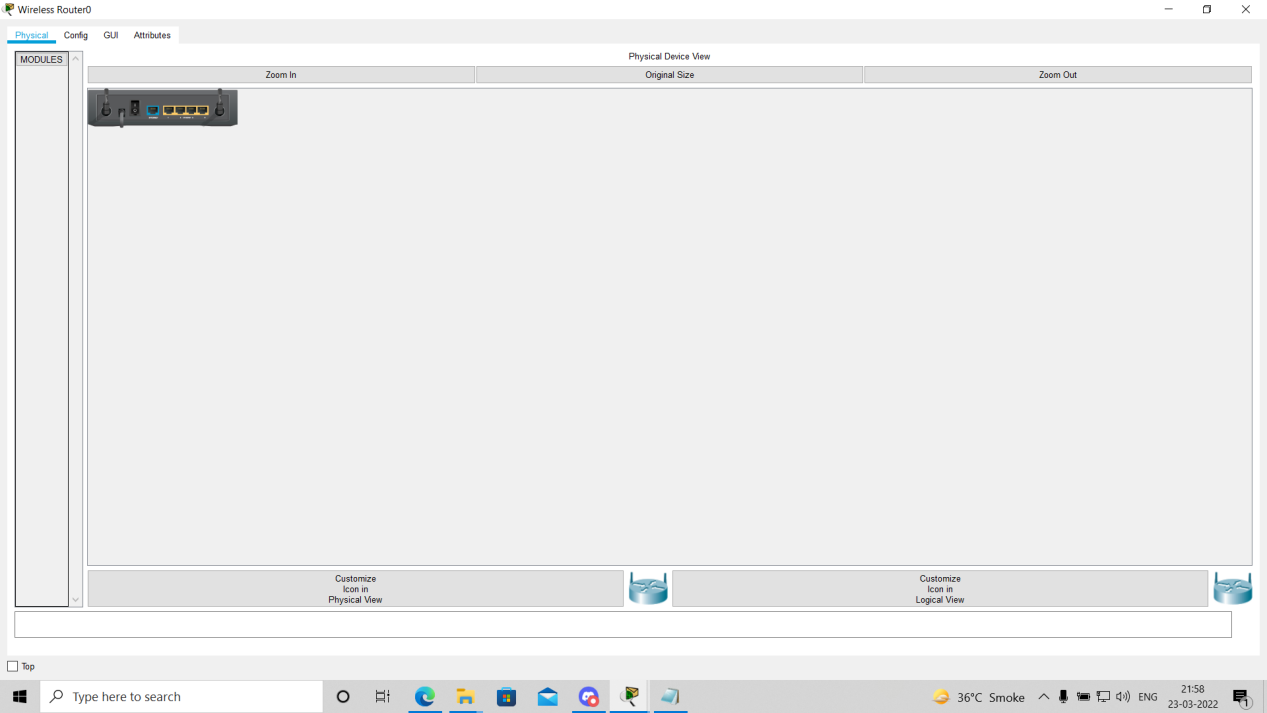 Wireless Router0
Physical Config GUI Attributes
MODULES
Physical Device View
Zoom In Original Size Zoom Out
Customize
Icon in
Physical View
Customize
Icon in
Logical View
Top
Type here to search
36°C Smoke
ENG
21:58
23-03-2022
1